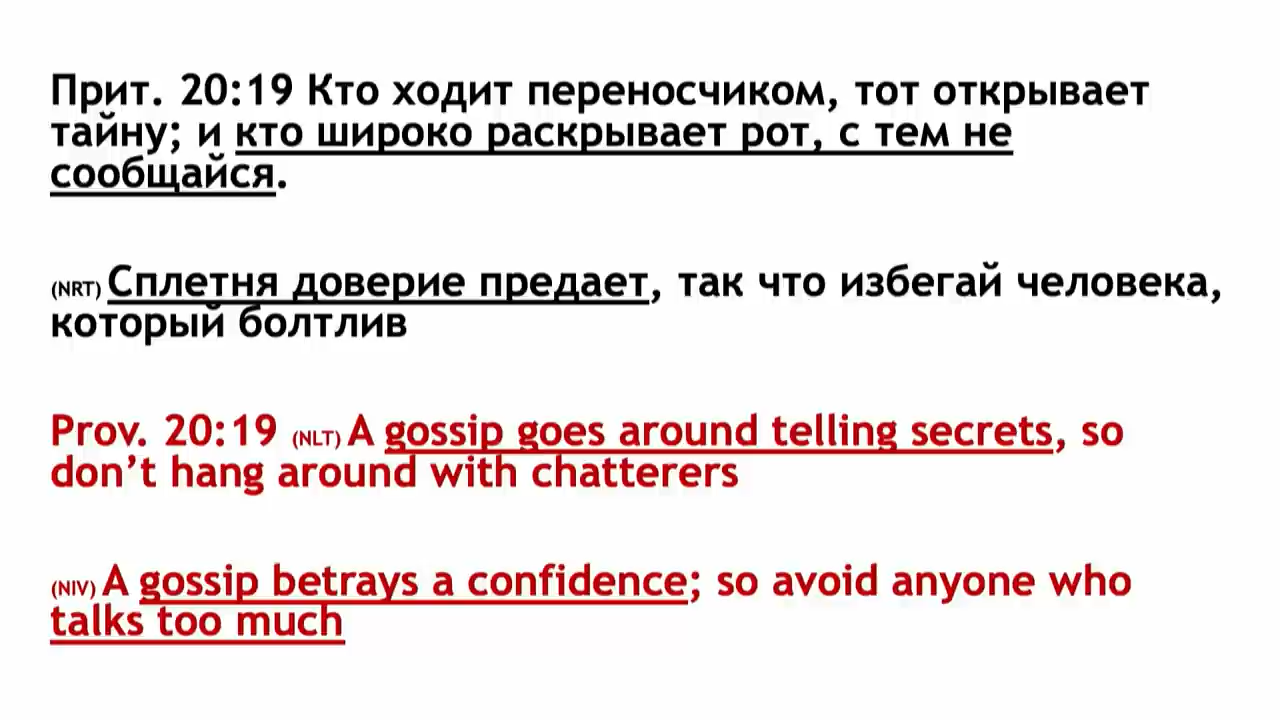 Прит. 20:19 Кто ходит переносчиком, тот открывает
тайну; и кто широко раскрывает рот, с тем не
сообщайся.
(NRT) Сплетня доверие предает, так что избегай человека,
который болтлив
Prov. 20:19 (NLT) A gossip goes around telling secrets, so
don’t hang around with chatterers
(NIV) A gossip betrays a confidence; so avoid anyone who
talks too much